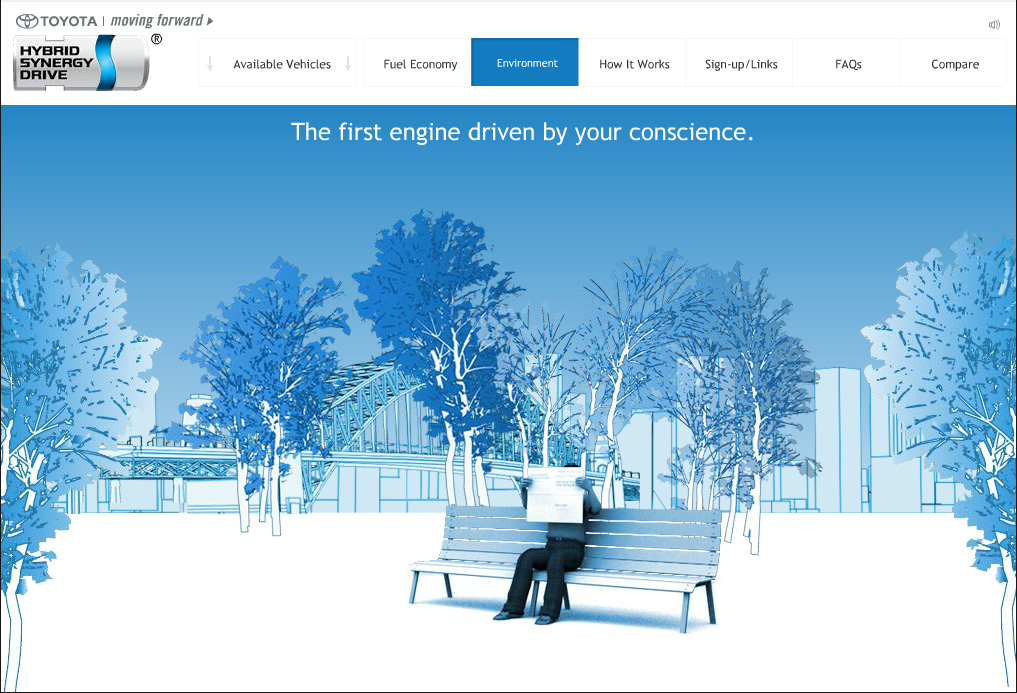 TOYOTA | moving forward
HYBRID
SYNERGY
DRIVE
®
Available Vehicles
Fuel Economy
Environment
How It Works
Sign-up/Links
FAQs
Compare
The first engine driven by your conscience.